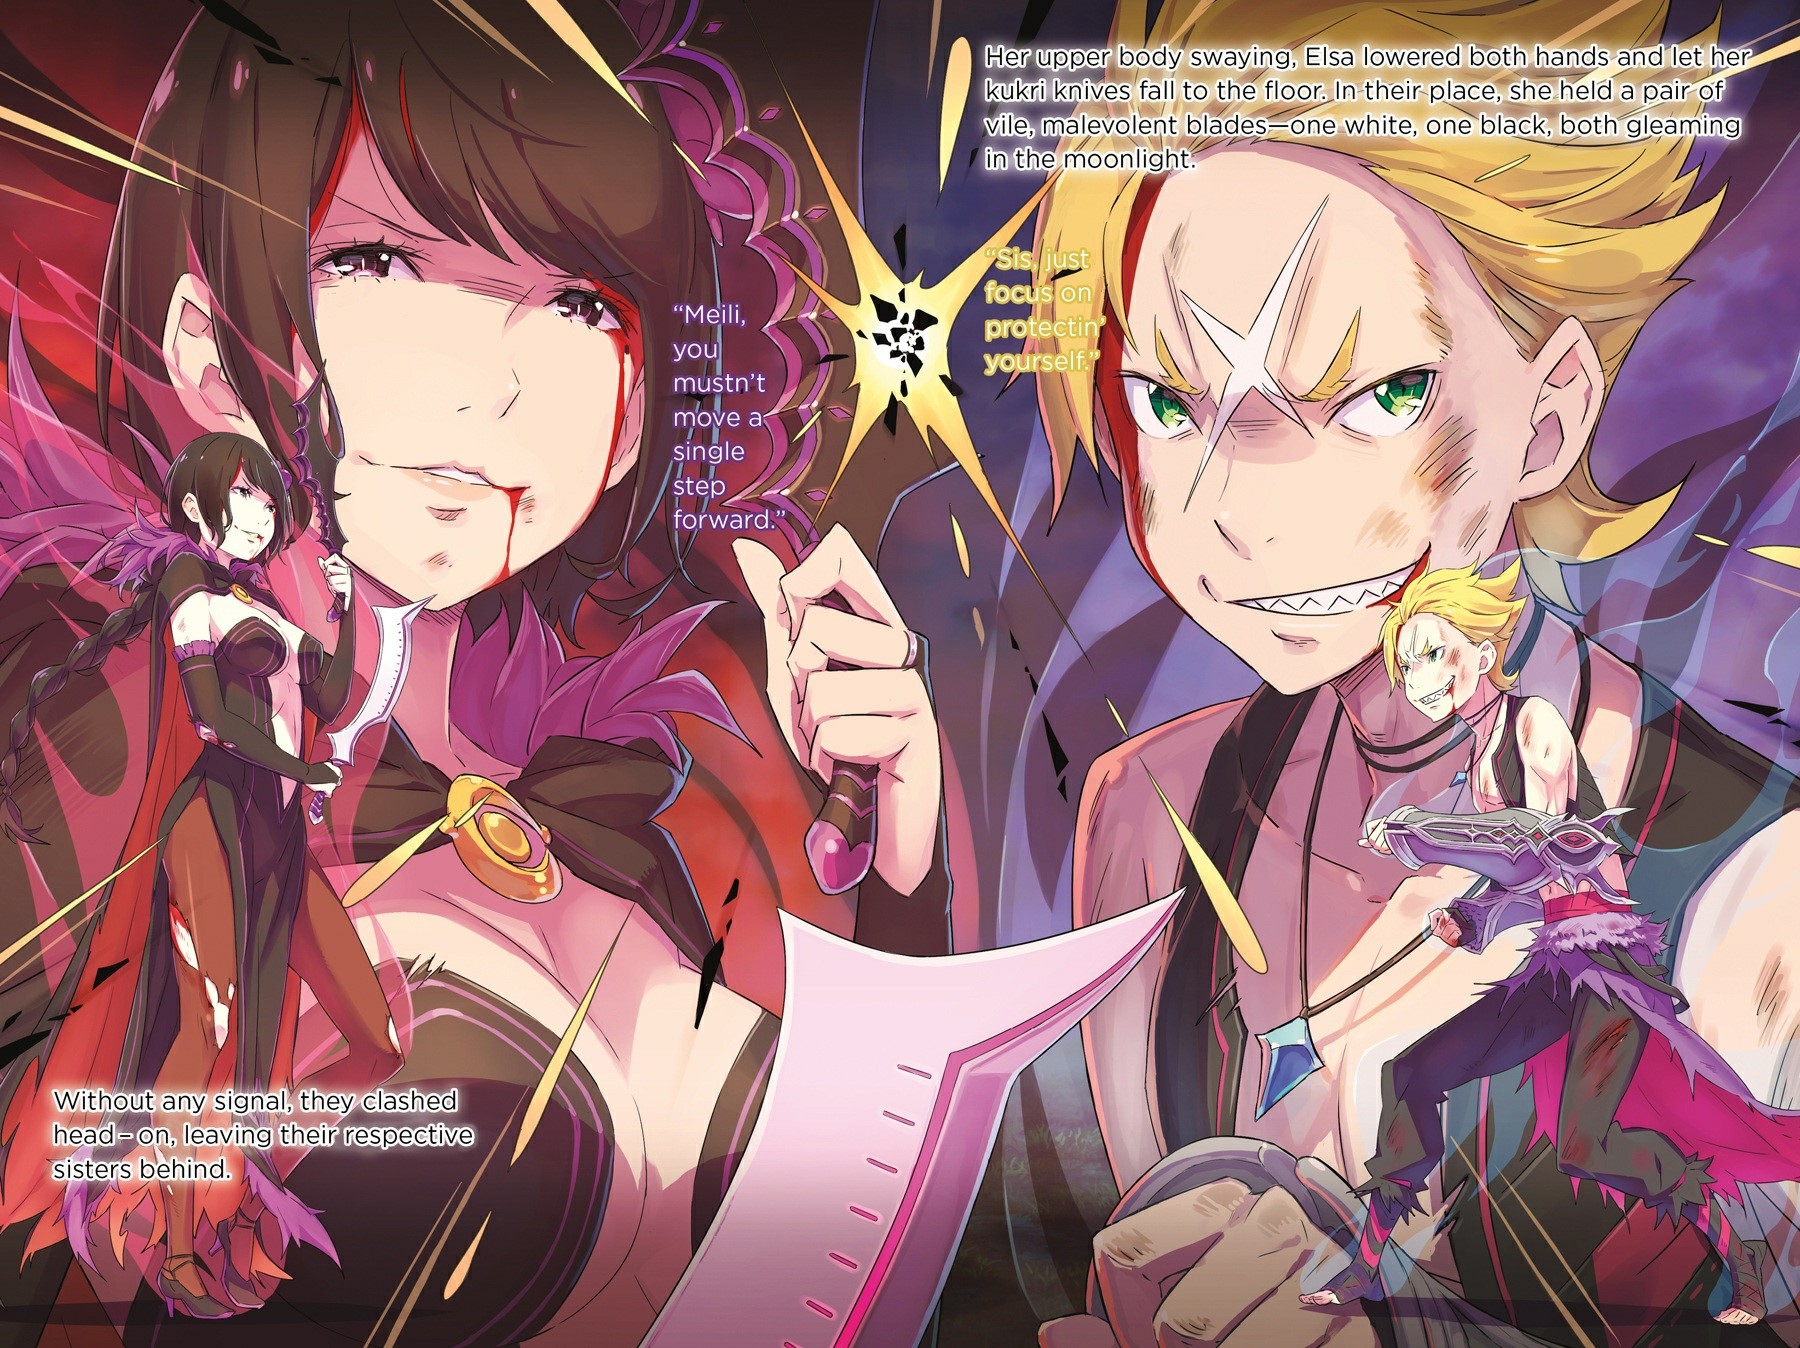 Her upper body swaying, Elsa lowered both hands and let her
kukri knives fall to the floor. In their place, she held a pair of
vile, malevolent blades—one white, one black, both gleaming
in the moonlight.
“Sis, just
focus on
protectin’
yourself.”
“Meili,
you
mustn’t
move a
single
step
forward.”
Without any signal, they clashed
head – on, leaving their respective
sisters behind.